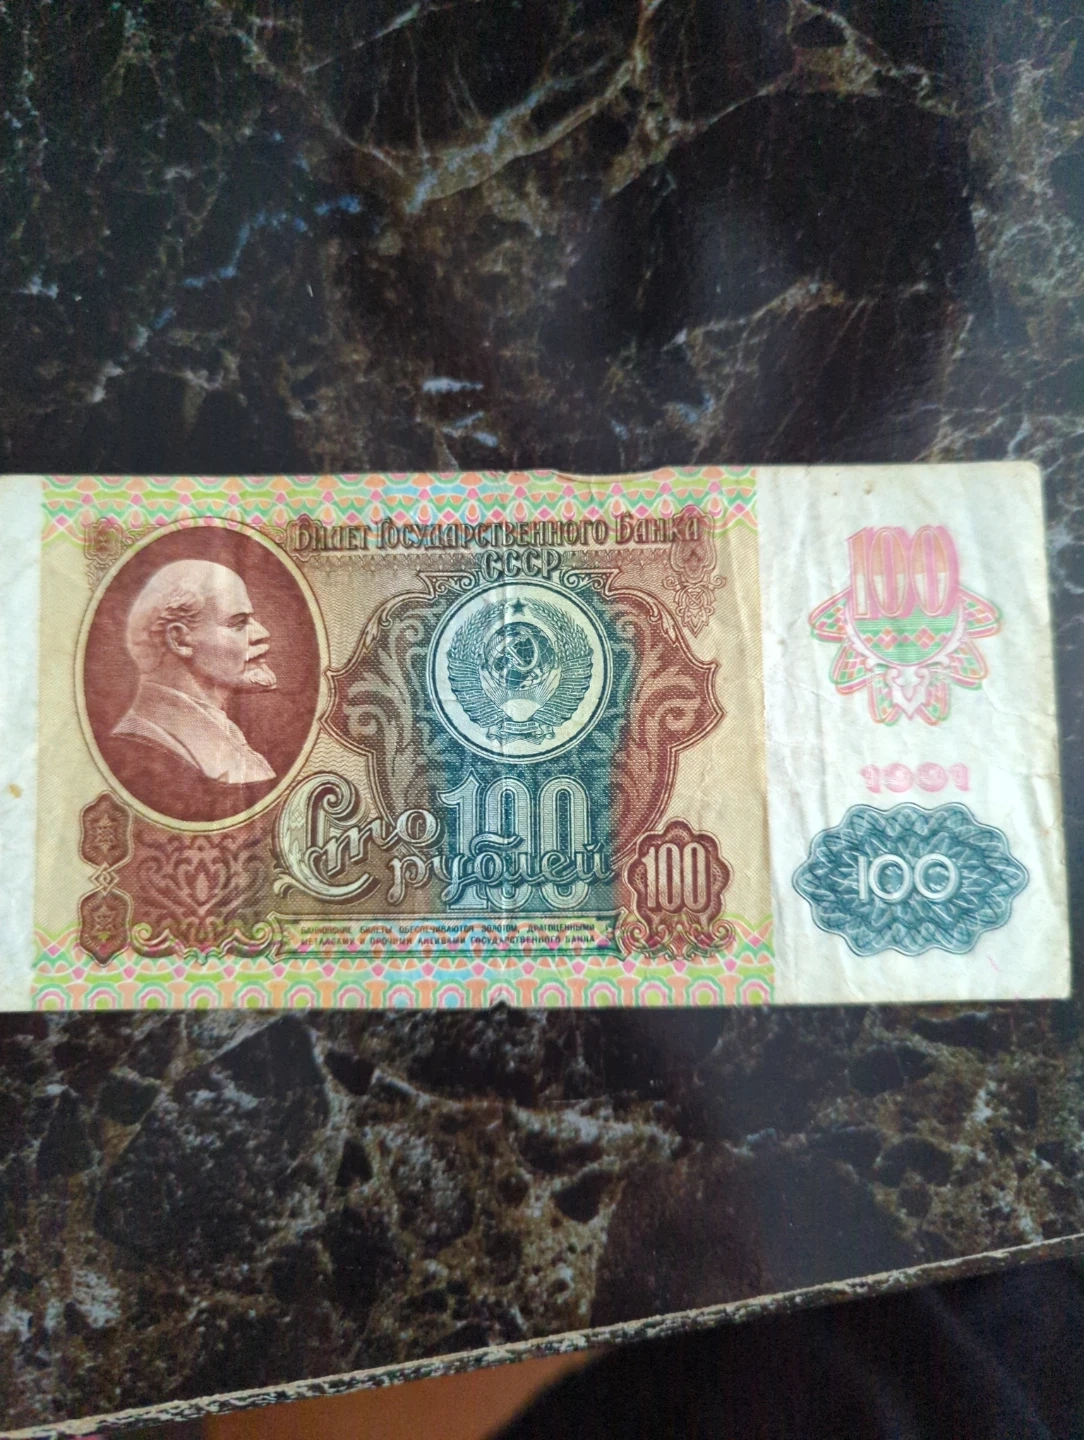 Билет Государственного Банка
СССР
100
1991
100
Сто
рублей
100
100
БАНКОВСКИЕ БИЛЕТЫ ОБЕСПЕЧИВАЮТСЯ ЗОЛОТОМ, ДРАГОЦЕННЫМИ
МЕТАЛЛАМИ И ПРОЧИМИ АКТИВАМИ ГОСУДАРСТВЕННОГО БАНКА